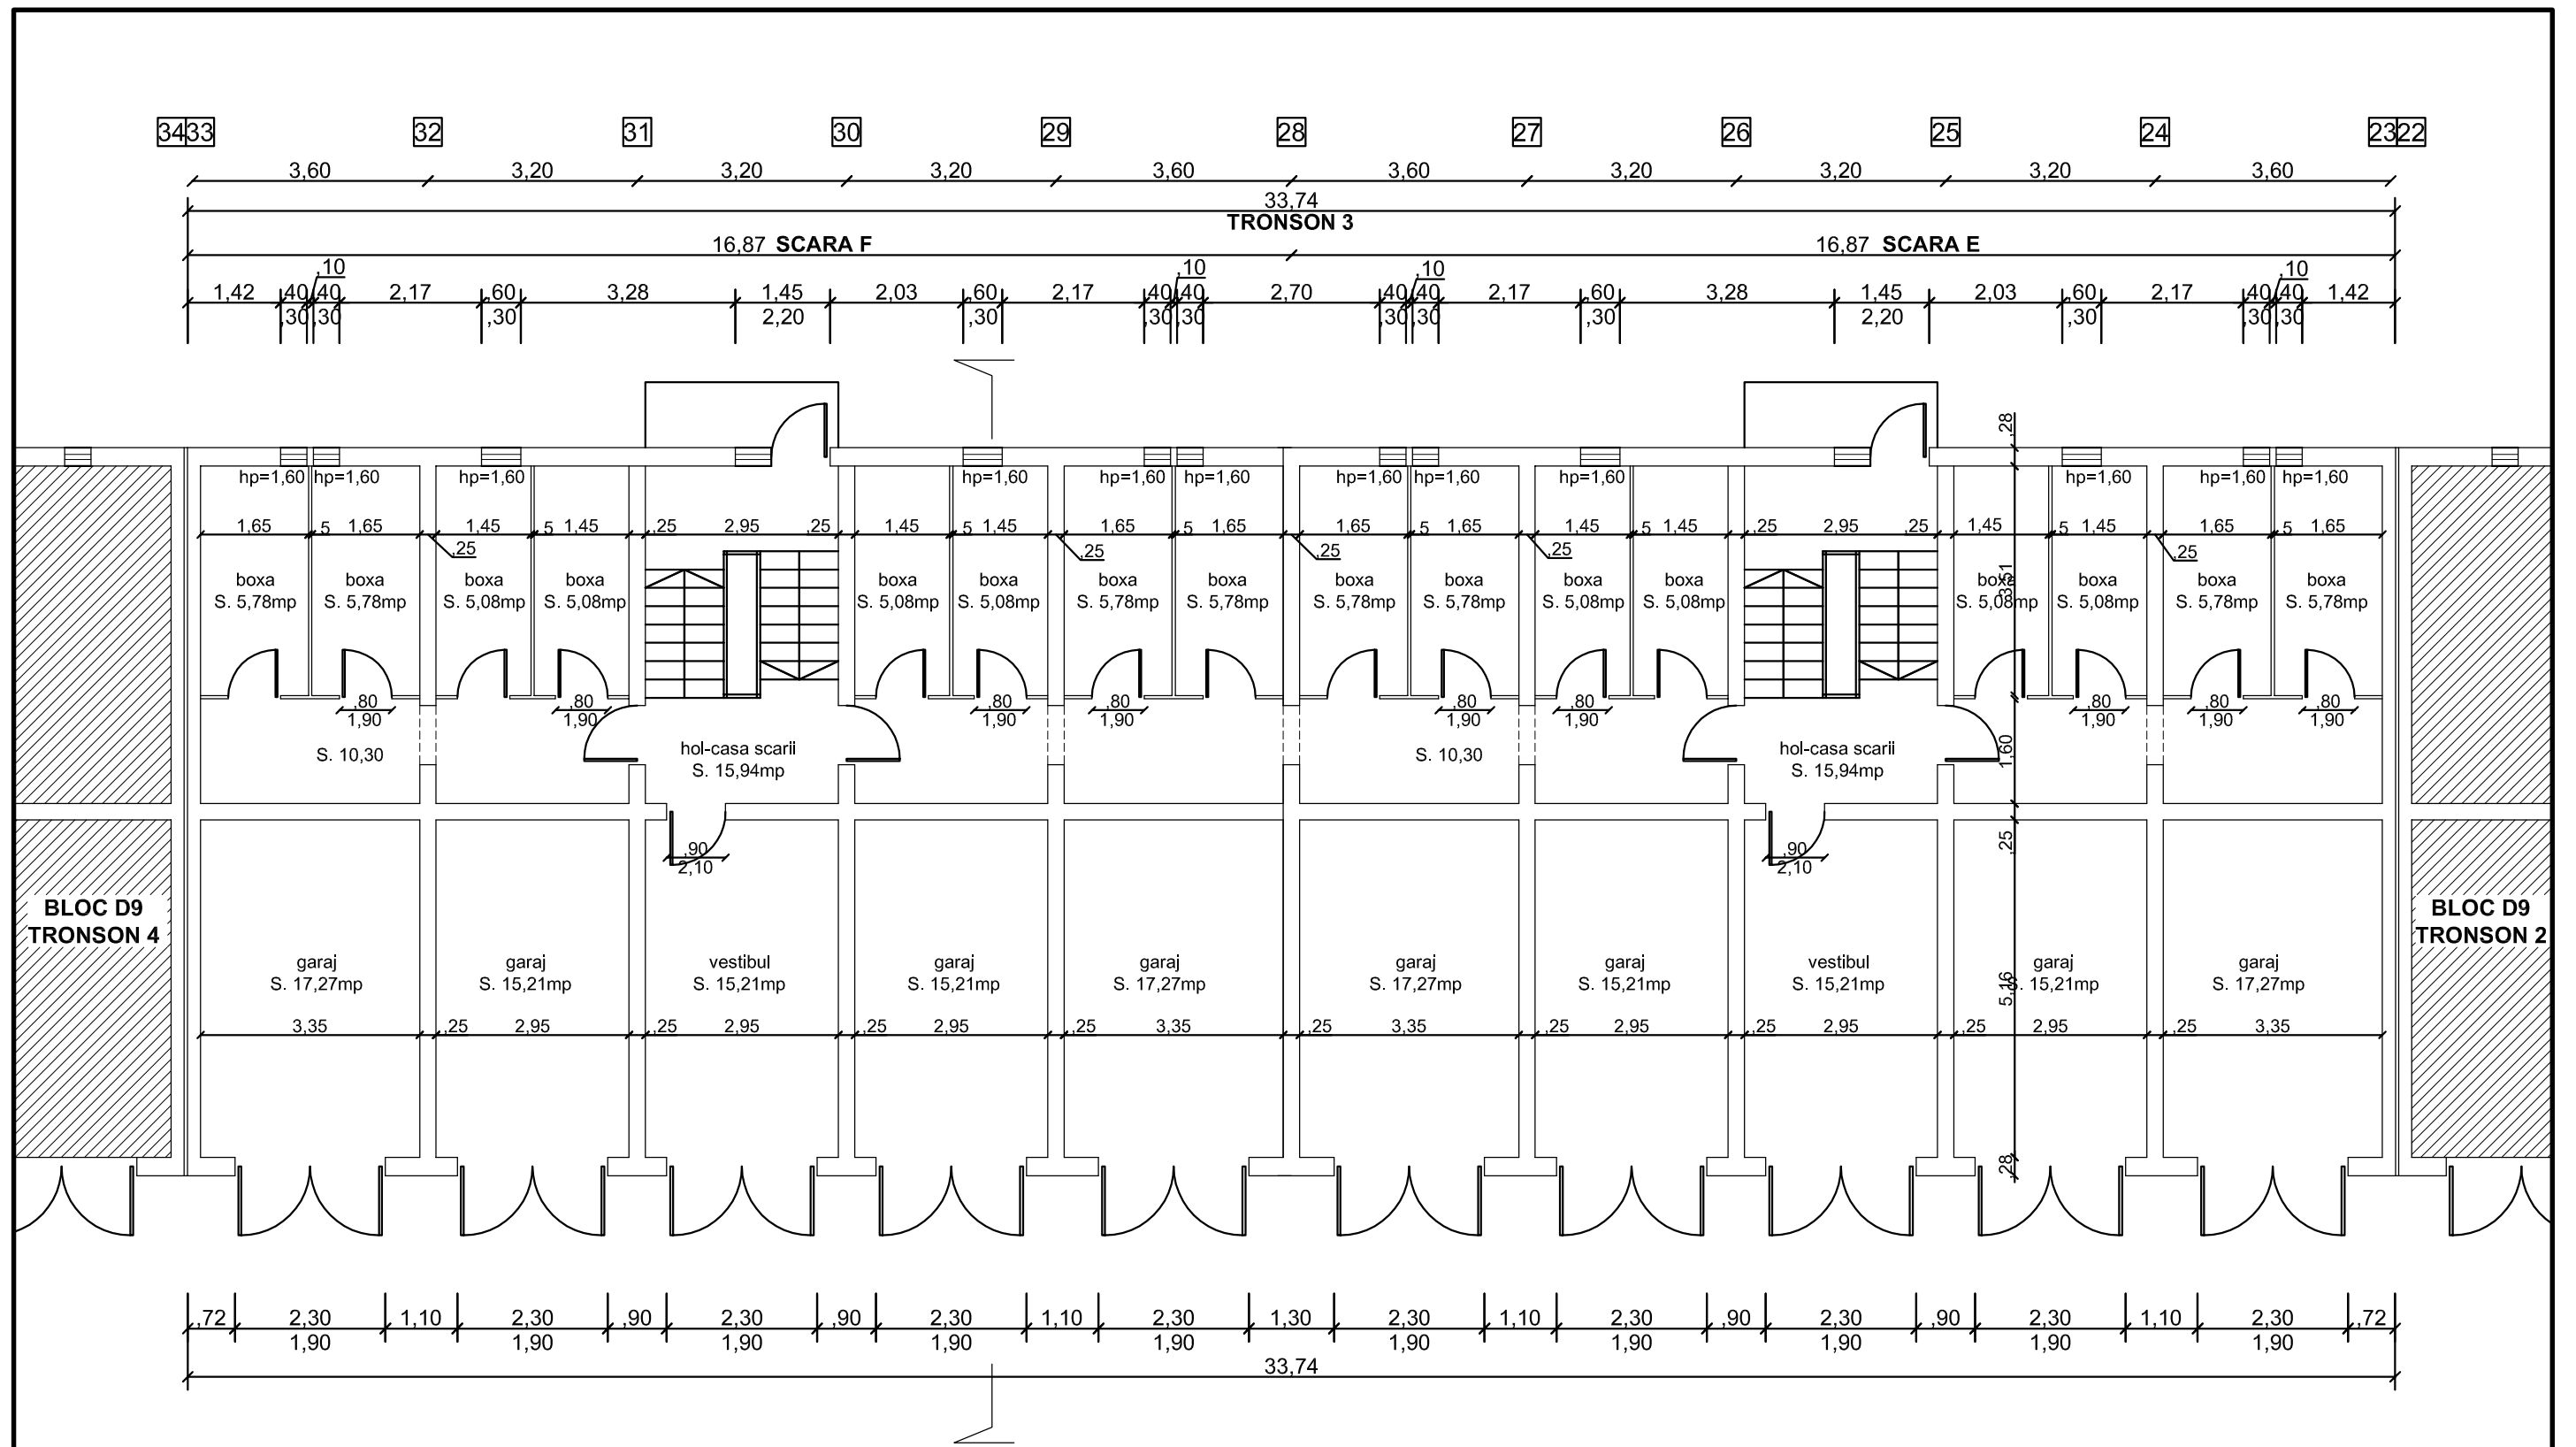 34 33 32 31 30 29 28 27 26 25 24 23 22
3,60 3,20 3,20 3,20 3,60 3,60 3,20 3,20 3,20 3,60
33,74
TRONSON 3
16,87 SCARA F 16,87 SCARA E
,10 ,10 ,10 ,10
1,42 ,40 ,40 2,17 ,60 3,28 1,45 2,03 ,60 2,17 ,40 ,40 2,70 ,40 ,40 2,17 ,60 3,28 1,45 2,03 ,60 2,17 ,40 ,40 1,42
,30 ,30 ,30 2,20 ,30 ,30 ,30 ,30 ,30 ,30 2,20 ,30 ,30 ,30
,28
hp=1,60 hp=1,60 hp=1,60 hp=1,60 hp=1,60 hp=1,60 hp=1,60 hp=1,60 hp=1,60 hp=1,60 hp=1,60 hp=1,60
1,65 5 1,65 1,45 5 1,45 ,25 2,95 ,25 1,45 5 1,45 1,65 5 1,65 1,65 5 1,65 1,45 5 1,45 ,25 2,95 ,25 1,45 5 1,45 1,65 5 1,65
,25 ,25 ,25 ,25 ,25
boxa boxa boxa boxa boxa boxa boxa boxa boxa boxa boxa boxa boxa boxa boxa boxa
3,51
S. 5,78mp S. 5,78mp S. 5,08mp S. 5,08mp S. 5,08mp S. 5,08mp S. 5,78mp S. 5,78mp S. 5,78mp S. 5,78mp S. 5,08mp S. 5,08mp S. 5,08mp S. 5,08mp S. 5,78mp S. 5,78mp
,80 ,80 ,80 ,80 ,80 ,80 ,80 ,80 ,80
1,90 1,90 1,90 1,90 1,90 1,90 1,90 1,90 1,90
S. 10,30 hol-casa scarii S. 10,30 hol-casa scarii 1,60
S. 15,94mp S. 15,94mp
,25
,90 ,90
2,10 2,10
BLOC D9 BLOC D9
TRONSON 4 TRONSON 2
garaj garaj vestibul garaj garaj garaj garaj vestibul garaj garaj
S. 17,27mp S. 15,21mp S. 15,21mp S. 15,21mp S. 17,27mp S. 17,27mp S. 15,21mp S. 15,21mp S. 15,21mp S. 17,27mp
5,16
3,35 ,25 2,95 ,25 2,95 ,25 2,95 ,25 3,35 ,25 3,35 ,25 2,95 ,25 2,95 ,25 2,95 ,25 3,35
,28
,72 2,30 1,10 2,30 ,90 2,30 ,90 2,30 1,10 2,30 1,30 2,30 1,10 2,30 ,90 2,30 ,90 2,30 1,10 2,30 ,72
1,90 1,90 1,90 1,90 1,90 1,90 1,90 1,90 1,90 1,90
33,74